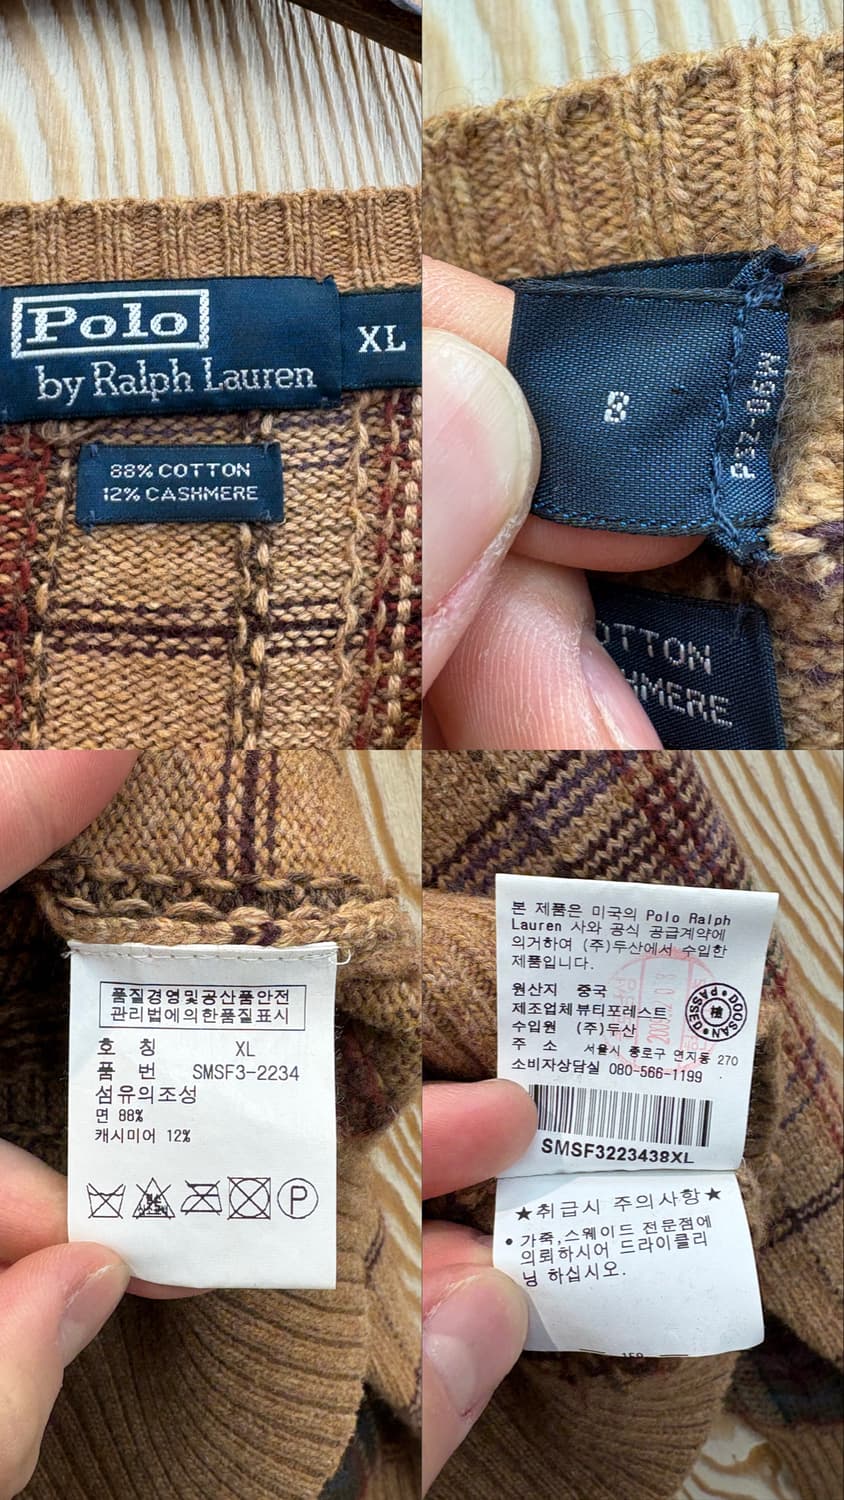 Polo
by Ralph Lauren
XL
88% COTTON
12% CASHMERE
8
OTTON
HMERE
품질경영및공산품안전
관리법에의한품질표시
호 칭 XL
품 번 SMSF3-2234
섬유의조성
면 88%
캐시미어 12%
P
본 제품은 미국의 Polo Ralph
Lauren 사와 공식 공급계약에
의거하여 (주)두산에서 수입한
제품입니다.
원산지 중국
제조업체뷰티포레스트
수입원 (주)두산
주 소 서울시 종로구 연지동 270
소비자상담실 080-566-1199
DOOSAN PASSED
SMSF3223438XL
★취급시 주의사항★
• 가죽,스웨이드 전문점에
의뢰하시어 드라이클리
닝 하십시오.